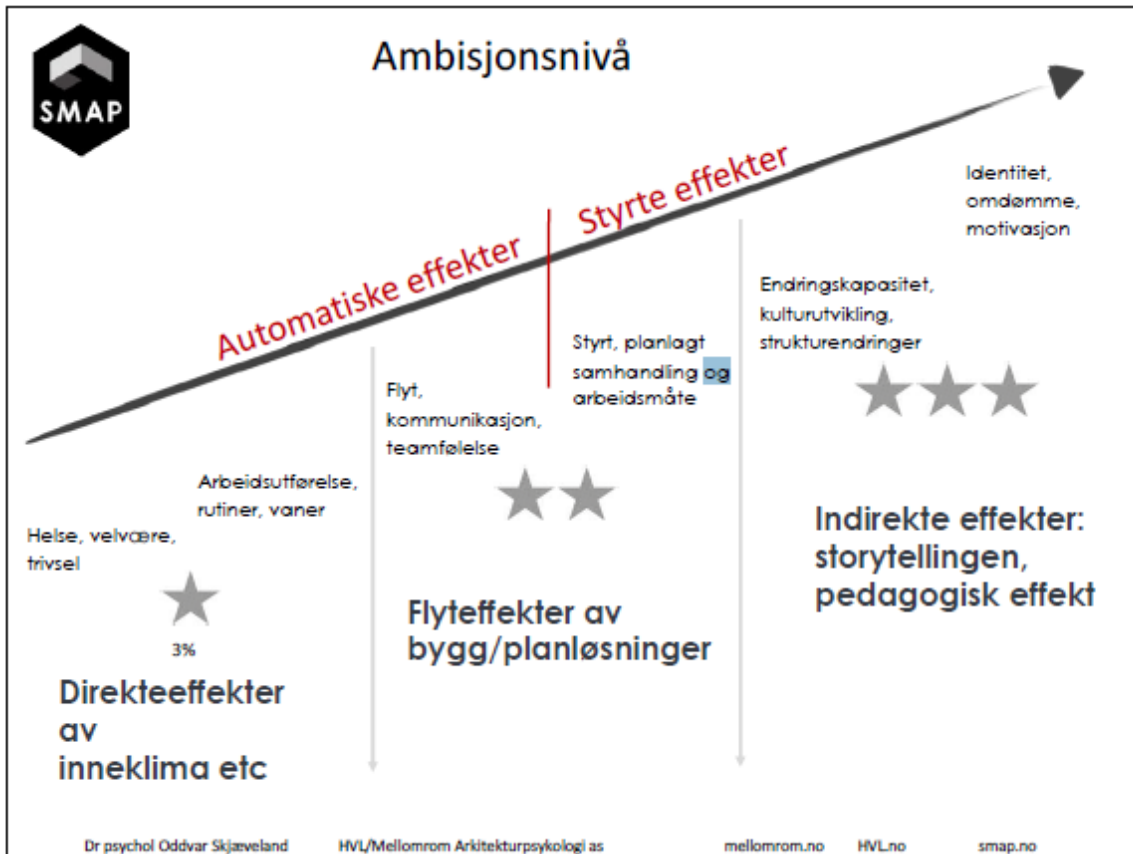 SMAP
Ambisjonsnivå
Automatiske effekter
Styrte effekter
Identitet,
omdømme,
motivasjon
Endringskapasitet,
kulturutvikling,
strukturendringer
Styrt, planlagt
samhandling og
arbeidsmåte
Flyt,
kommunikasjon,
teamfølelse
Arbeidsutførelse,
rutiner, vaner
Helse, velvære,
trivsel
3%
Direkteeffekter
av
inneklima etc
Flyteffekter av
bygg/planløsninger
Indirekte effekter:
storytellingen,
pedagogisk effekt
Dr psychol Oddvar Skjæveland HVL/Mellomrom Arkitekturpsykologi as mellomrom.no HVL.no smap.no